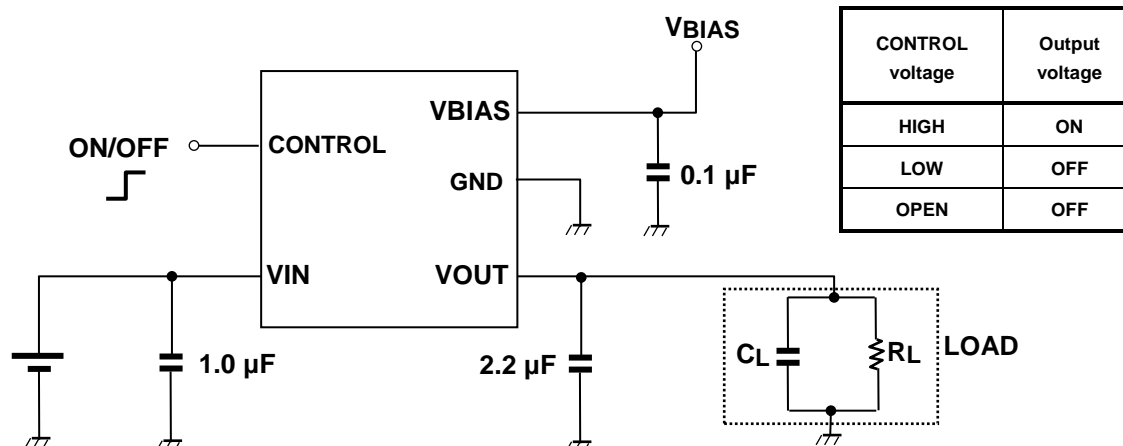 VBIAS
CONTROL voltage Output voltage
HIGH ON
LOW OFF
OPEN OFF
ON/OFF
CONTROL
VBIAS
GND
0.1 µF
VIN
VOUT
1.0 µF
2.2 µF
CL
RL
LOAD